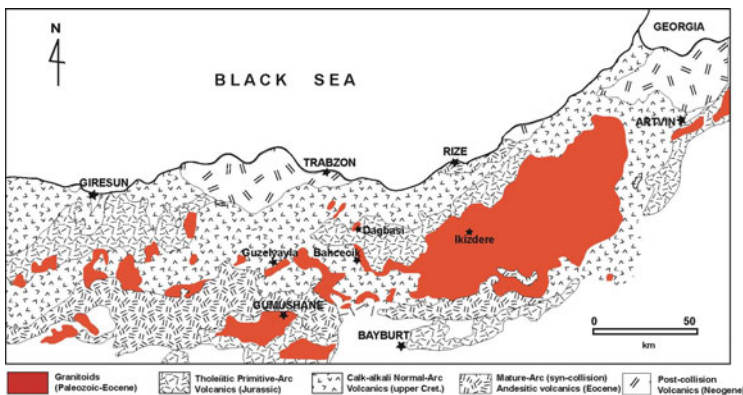 GEORGIA
N
BLACK SEA
ARTVIN
RIZE
TRABZON
GIRESUN
Dagbasi
Ikizdere
Guzelyayla
Bahcecik
GUMUSHANE
BAYBURT
0 50
km
Granitoids
(Paleozoic-Eocene)
Tholeiitic Primitive-Arc
Volcanics (Jurassic)
Calk-alkali Normal-Arc
Volcanics (upper Cret.)
Mature-Arc (syn-collision)
Andesitic volcanics (Eocene)
Post-collision
Volcanics (Neogene)